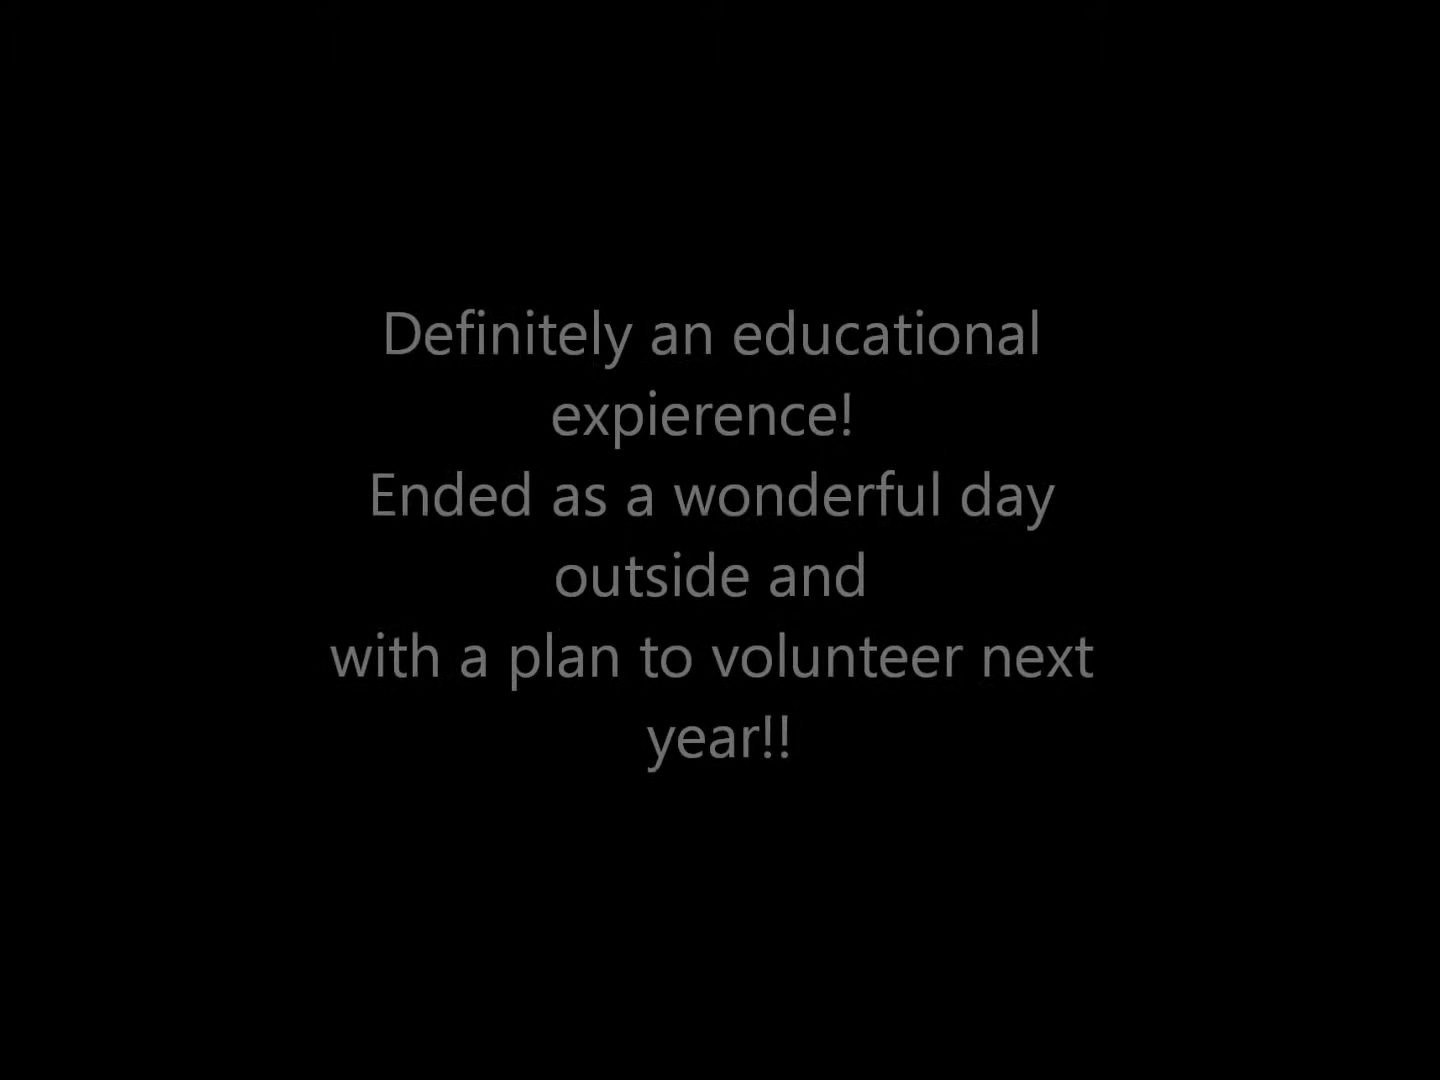 Definitely an educational
expierence!
Ended as a wonderful day
outside and
with a plan to volunteer next
year!!